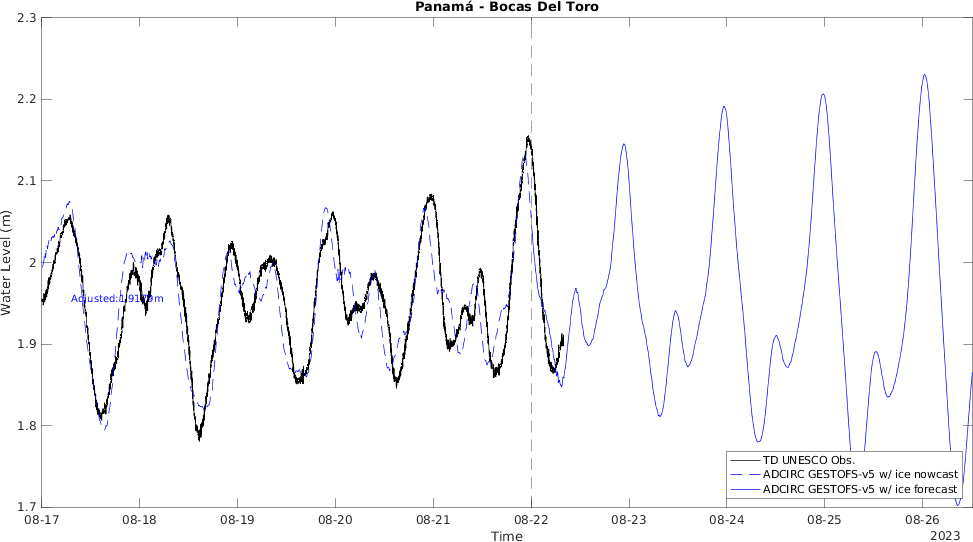 Panamá - Bocas Del Toro
2.3
2.2
2.1
2
1.9
1.8
1.7
Water Level (m)
TD UNESCO Obs.
ADCIRC GESTOFS-v5 w/ ice nowcast
ADCIRC GESTOFS-v5 w/ ice forecast
08-17 08-18 08-19 08-20 08-21 08-22 08-23 08-24 08-25 08-26
Time
2023